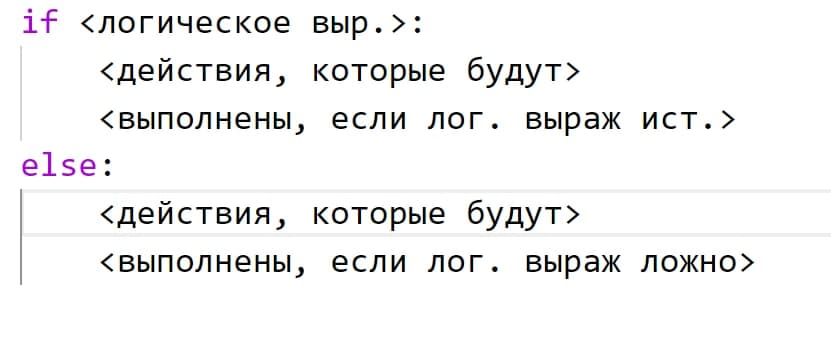 if <логическое выр.>:
    <действия, которые будут>
    <выполнены, если лог. выраж ист.>
else:
    <действия, которые будут>
    <выполнены, если лог. выраж ложно>